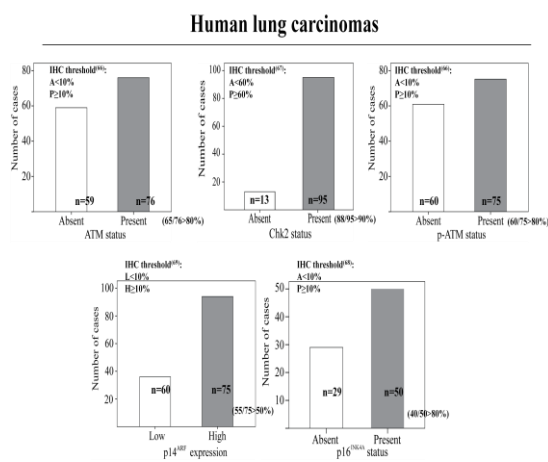 Human lung carcinomas
IHC threshold(66):
A<10%
P≥10%
Number of cases
80
60
40
20
n=59
n=76
Absent
Present
(65/76>80%)
ATM status
IHC threshold(67):
A<60%
P≥60%
Number of cases
100
80
60
40
20
n=13
n=95
Absent
Present
(88/95>90%)
Chk2 status
IHC threshold(66):
A<10%
P≥10%
Number of cases
80
60
40
20
n=60
n=75
Absent
Present
(60/75>80%)
p-ATM status
IHC threshold(69):
L<10%
H≥10%
Number of cases
100
80
60
40
20
n=60
n=75
(55/75>50%)
Low
High
p14ARF expression
IHC threshold(68):
A<10%
P≥10%
Number of cases
50
40
30
20
10
n=29
n=50
(40/50>80%)
Absent
Present
p16INK4A status